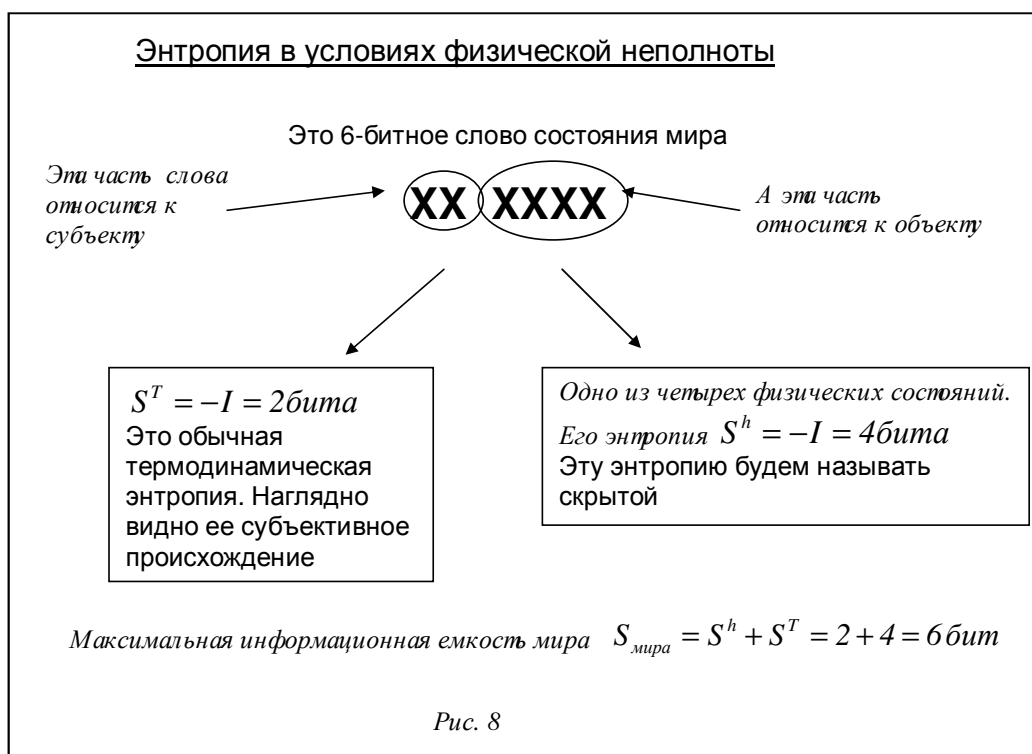 Энтропия в условиях физической неполноты
Это 6-битное слово состояния мира
Эта часть слова
относится к
субъекту
XX XXXX
А эта часть
относится к объекту
S^T = -I = 2бита
Это обычная
термодинамическая
энтропия. Наглядно
видно ее субъективное
происхождение
Одно из четырех физических состояний.
Его энтропия S^h = -I = 4бита
Эту энтропию будем называть
скрытой
Максимальная информационная емкость мира S_мира = S^h + S^T = 2 + 4 = 6 бит
Рис. 8